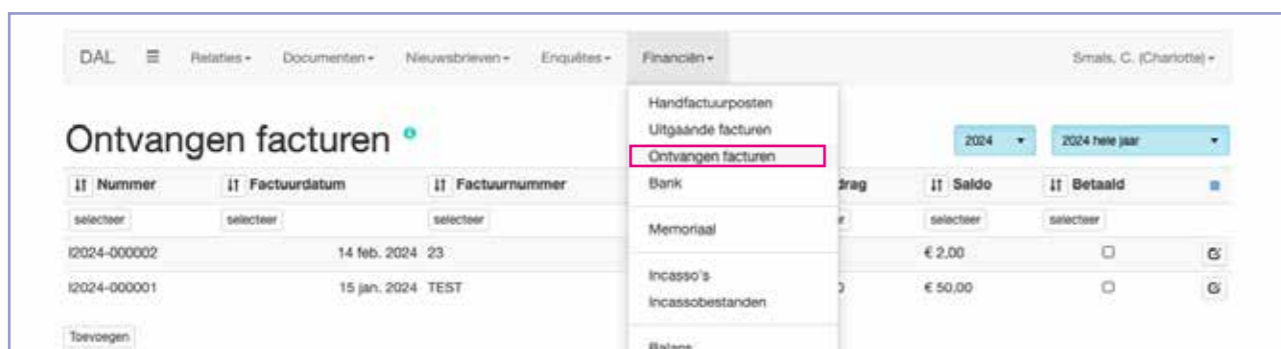 DAL ☰ Relaties Documenten Nieuwsbrieven Enquêtes Financiën Smals, C. (Charlotte)
Handfactuurposten
Uitgaande facturen
Ontvangen facturen
Bank
Memoriaal
Incasso's
Incassobestanden
Balans
Ontvangen facturen
2024 2024 hele jaar
Nummer Factuurdatum Factuurnummer drag Saldo Betaald
selecteer selecteer selecteer selecteer selecteer
I2024-000002 14 feb. 2024 23 € 2,00
I2024-000001 15 jan. 2024 TEST € 50,00
Toevoegen